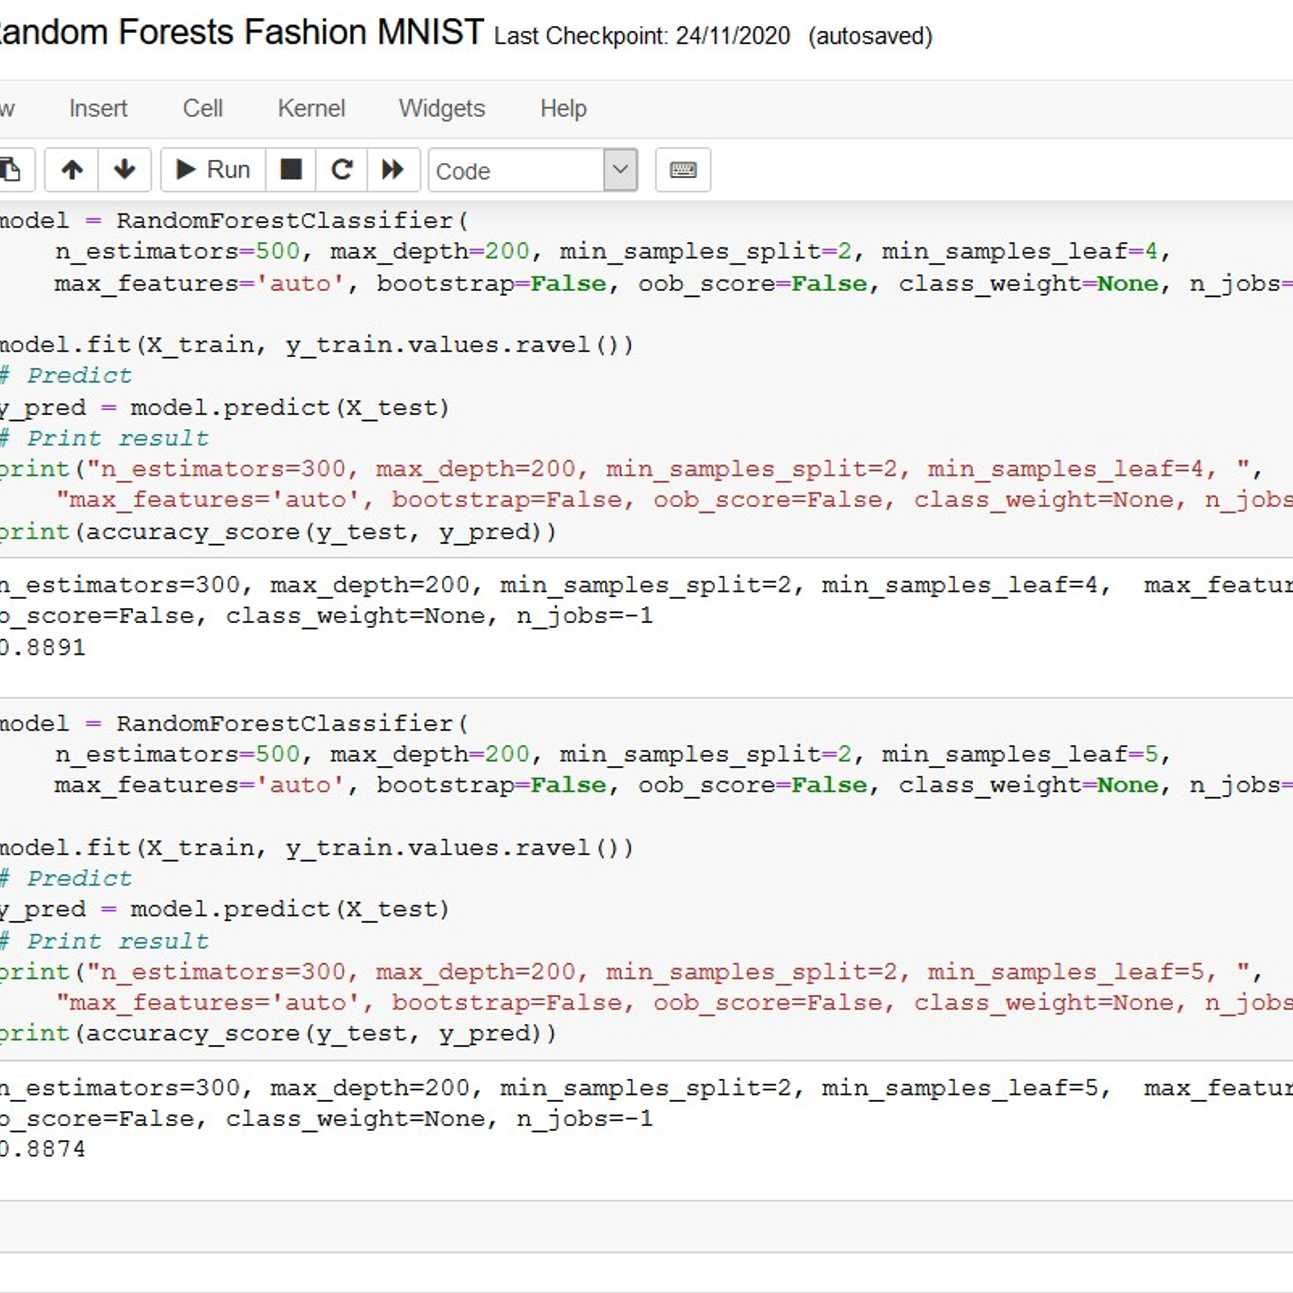 andom Forests Fashion MNIST Last Checkpoint: 24/11/2020 (autosaved)
w Insert Cell Kernel Widgets Help
Run Code
model = RandomForestClassifier(
n_estimators=500, max_depth=200, min_samples_split=2, min_samples_leaf=4,
max_features='auto', bootstrap=False, oob_score=False, class_weight=None, n_jobs=
model.fit(X_train, y_train.values.ravel())
# Predict
y_pred = model.predict(X_test)
# Print result
print("n_estimators=300, max_depth=200, min_samples_split=2, min_samples_leaf=4, ",
"max_features='auto', bootstrap=False, oob_score=False, class_weight=None, n_jobs
print(accuracy_score(y_test, y_pred))
n_estimators=300, max_depth=200, min_samples_split=2, min_samples_leaf=4,  max_featur
o_score=False, class_weight=None, n_jobs=-1
0.8891
model = RandomForestClassifier(
n_estimators=500, max_depth=200, min_samples_split=2, min_samples_leaf=5,
max_features='auto', bootstrap=False, oob_score=False, class_weight=None, n_jobs=
model.fit(X_train, y_train.values.ravel())
# Predict
y_pred = model.predict(X_test)
# Print result
print("n_estimators=300, max_depth=200, min_samples_split=2, min_samples_leaf=5, ",
"max_features='auto', bootstrap=False, oob_score=False, class_weight=None, n_jobs
print(accuracy_score(y_test, y_pred))
n_estimators=300, max_depth=200, min_samples_split=2, min_samples_leaf=5,  max_featur
o_score=False, class_weight=None, n_jobs=-1
0.8874